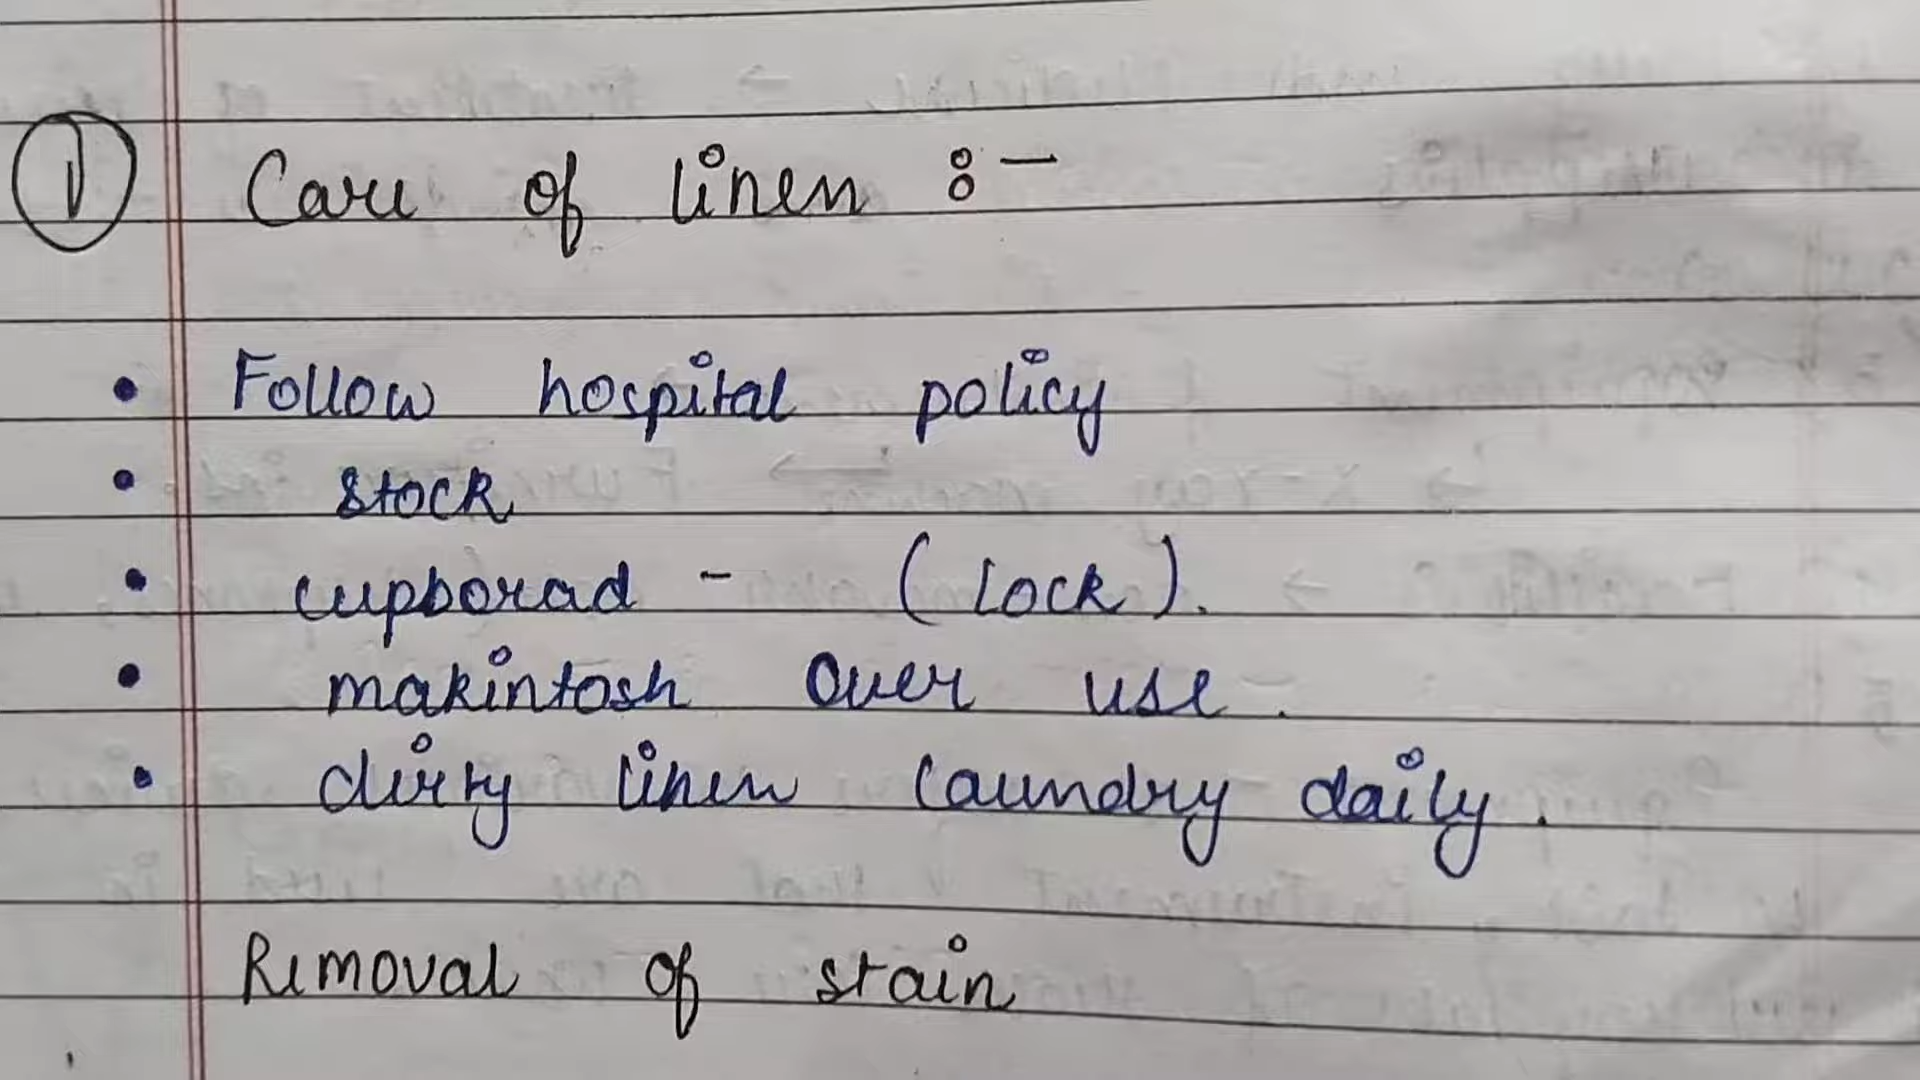 ① Care of linen :-
• Follow hospital policy
• stock
• cupborad - (Lock).
• makintosh over use.
• dirty linen laundry daily.
Removal of stain